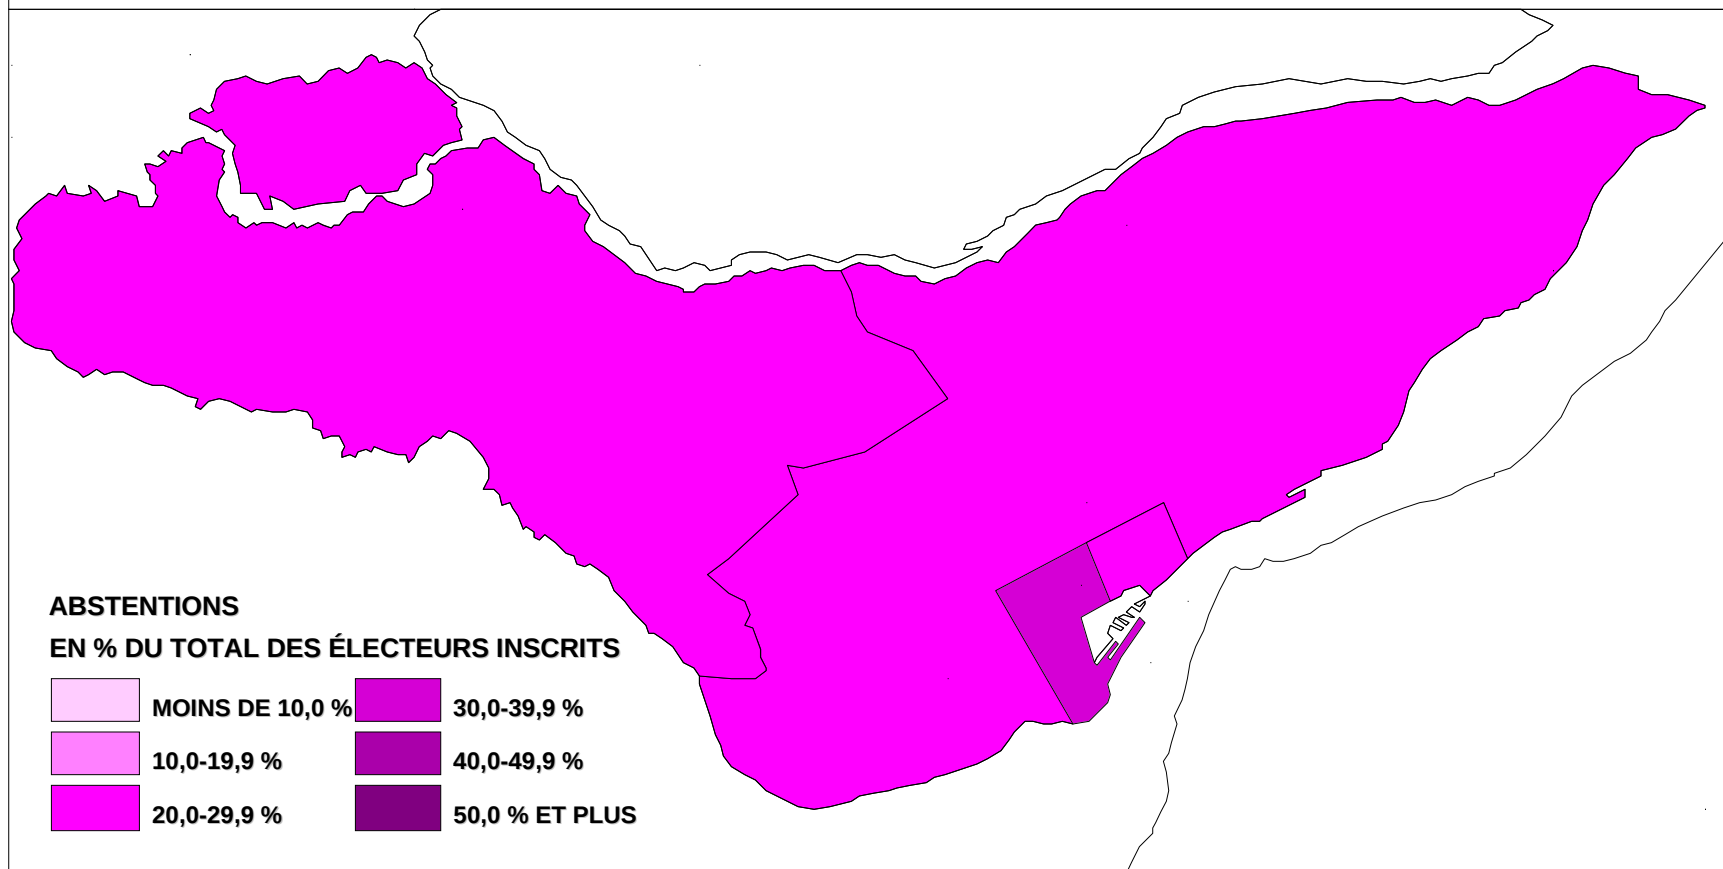 ABSTENTIONS
EN % DU TOTAL DES ÉLECTEURS INSCRITS
MOINS DE 10,0 %
10,0-19,9 %
20,0-29,9 %
30,0-39,9 %
40,0-49,9 %
50,0 % ET PLUS